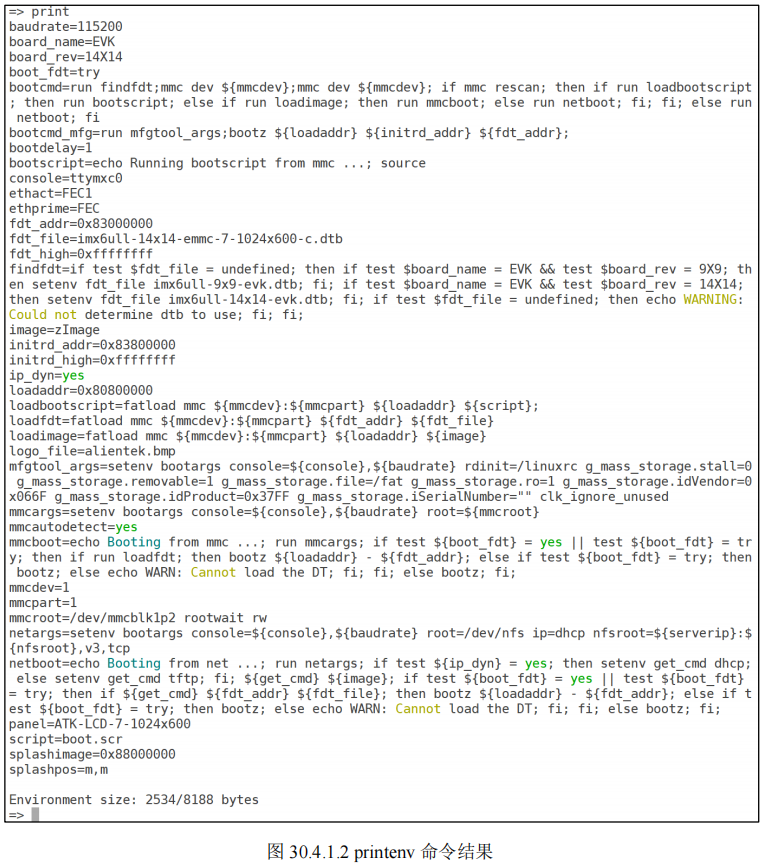 => print
baudrate=115200
board_name=EVK
board_rev=14X14
boot_fdt=try
bootcmd=run findfdt;mmc dev ${mmcdev};mmc dev ${mmcdev}; if mmc rescan; then if run loadbootscript
; then run bootscript; else if run loadimage; then run mmcboot; else run netboot; fi; fi; else run
 netboot; fi
bootcmd_mfg=run mfgtool_args;bootz ${loadaddr} ${initrd_addr} ${fdt_addr};
bootdelay=1
bootscript=echo Running bootscript from mmc ...; source
console=ttymxc0
ethact=FEC1
ethprime=FEC
fdt_addr=0x83000000
fdt_file=imx6ull-14x14-emmc-7-1024x600-c.dtb
fdt_high=0xffffffff
findfdt=if test $fdt_file = undefined; then if test $board_name = EVK && test $board_rev = 9X9; th
en setenv fdt_file imx6ull-9x9-evk.dtb; fi; if test $board_name = EVK && test $board_rev = 14X14;
then setenv fdt_file imx6ull-14x14-evk.dtb; fi; if test $fdt_file = undefined; then echo WARNING:
Could not determine dtb to use; fi; fi;
image=zImage
initrd_addr=0x83800000
initrd_high=0xffffffff
ip_dyn=yes
loadaddr=0x80800000
loadbootscript=fatload mmc ${mmcdev}:${mmcpart} ${loadaddr} ${script};
loadfdt=fatload mmc ${mmcdev}:${mmcpart} ${fdt_addr} ${fdt_file}
loadimage=fatload mmc ${mmcdev}:${mmcpart} ${loadaddr} ${image}
logo_file=alientek.bmp
mfgtool_args=setenv bootargs console=${console},${baudrate} rdinit=/linuxrc g_mass_storage.stall=0
 g_mass_storage.removable=1 g_mass_storage.file=/fat g_mass_storage.ro=1 g_mass_storage.idVendor=0
x066F g_mass_storage.idProduct=0x37FF g_mass_storage.iSerialNumber="" clk_ignore_unused
mmcargs=setenv bootargs console=${console},${baudrate} root=${mmcroot}
mmcautodetect=yes
mmcboot=echo Booting from mmc ...; run mmcargs; if test ${boot_fdt} = yes || test ${boot_fdt} = tr
y; then if run loadfdt; then bootz ${loadaddr} - ${fdt_addr}; else if test ${boot_fdt} = try; then
 bootz; else echo WARN: Cannot load the DT; fi; fi; else bootz; fi;
mmcdev=1
mmcpart=1
mmcroot=/dev/mmcblk1p2 rootwait rw
netargs=setenv bootargs console=${console},${baudrate} root=/dev/nfs ip=dhcp nfsroot=${serverip}:$
{nfsroot},v3,tcp
netboot=echo Booting from net ...; run netargs; if test ${ip_dyn} = yes; then setenv get_cmd dhcp;
 else setenv get_cmd tftp; fi; ${get_cmd} ${image}; if test ${boot_fdt} = yes || test ${boot_fdt}
= try; then if ${get_cmd} ${fdt_addr} ${fdt_file}; then bootz ${loadaddr} - ${fdt_addr}; else if t
est ${boot_fdt} = try; then bootz; else echo WARN: Cannot load the DT; fi; fi; else bootz; fi;
panel=ATK-LCD-7-1024x600
script=boot.scr
splashimage=0x88000000
splashpos=m,m

Environment size: 2534/8188 bytes
=>
图 30.4.1.2 printenv 命令结果